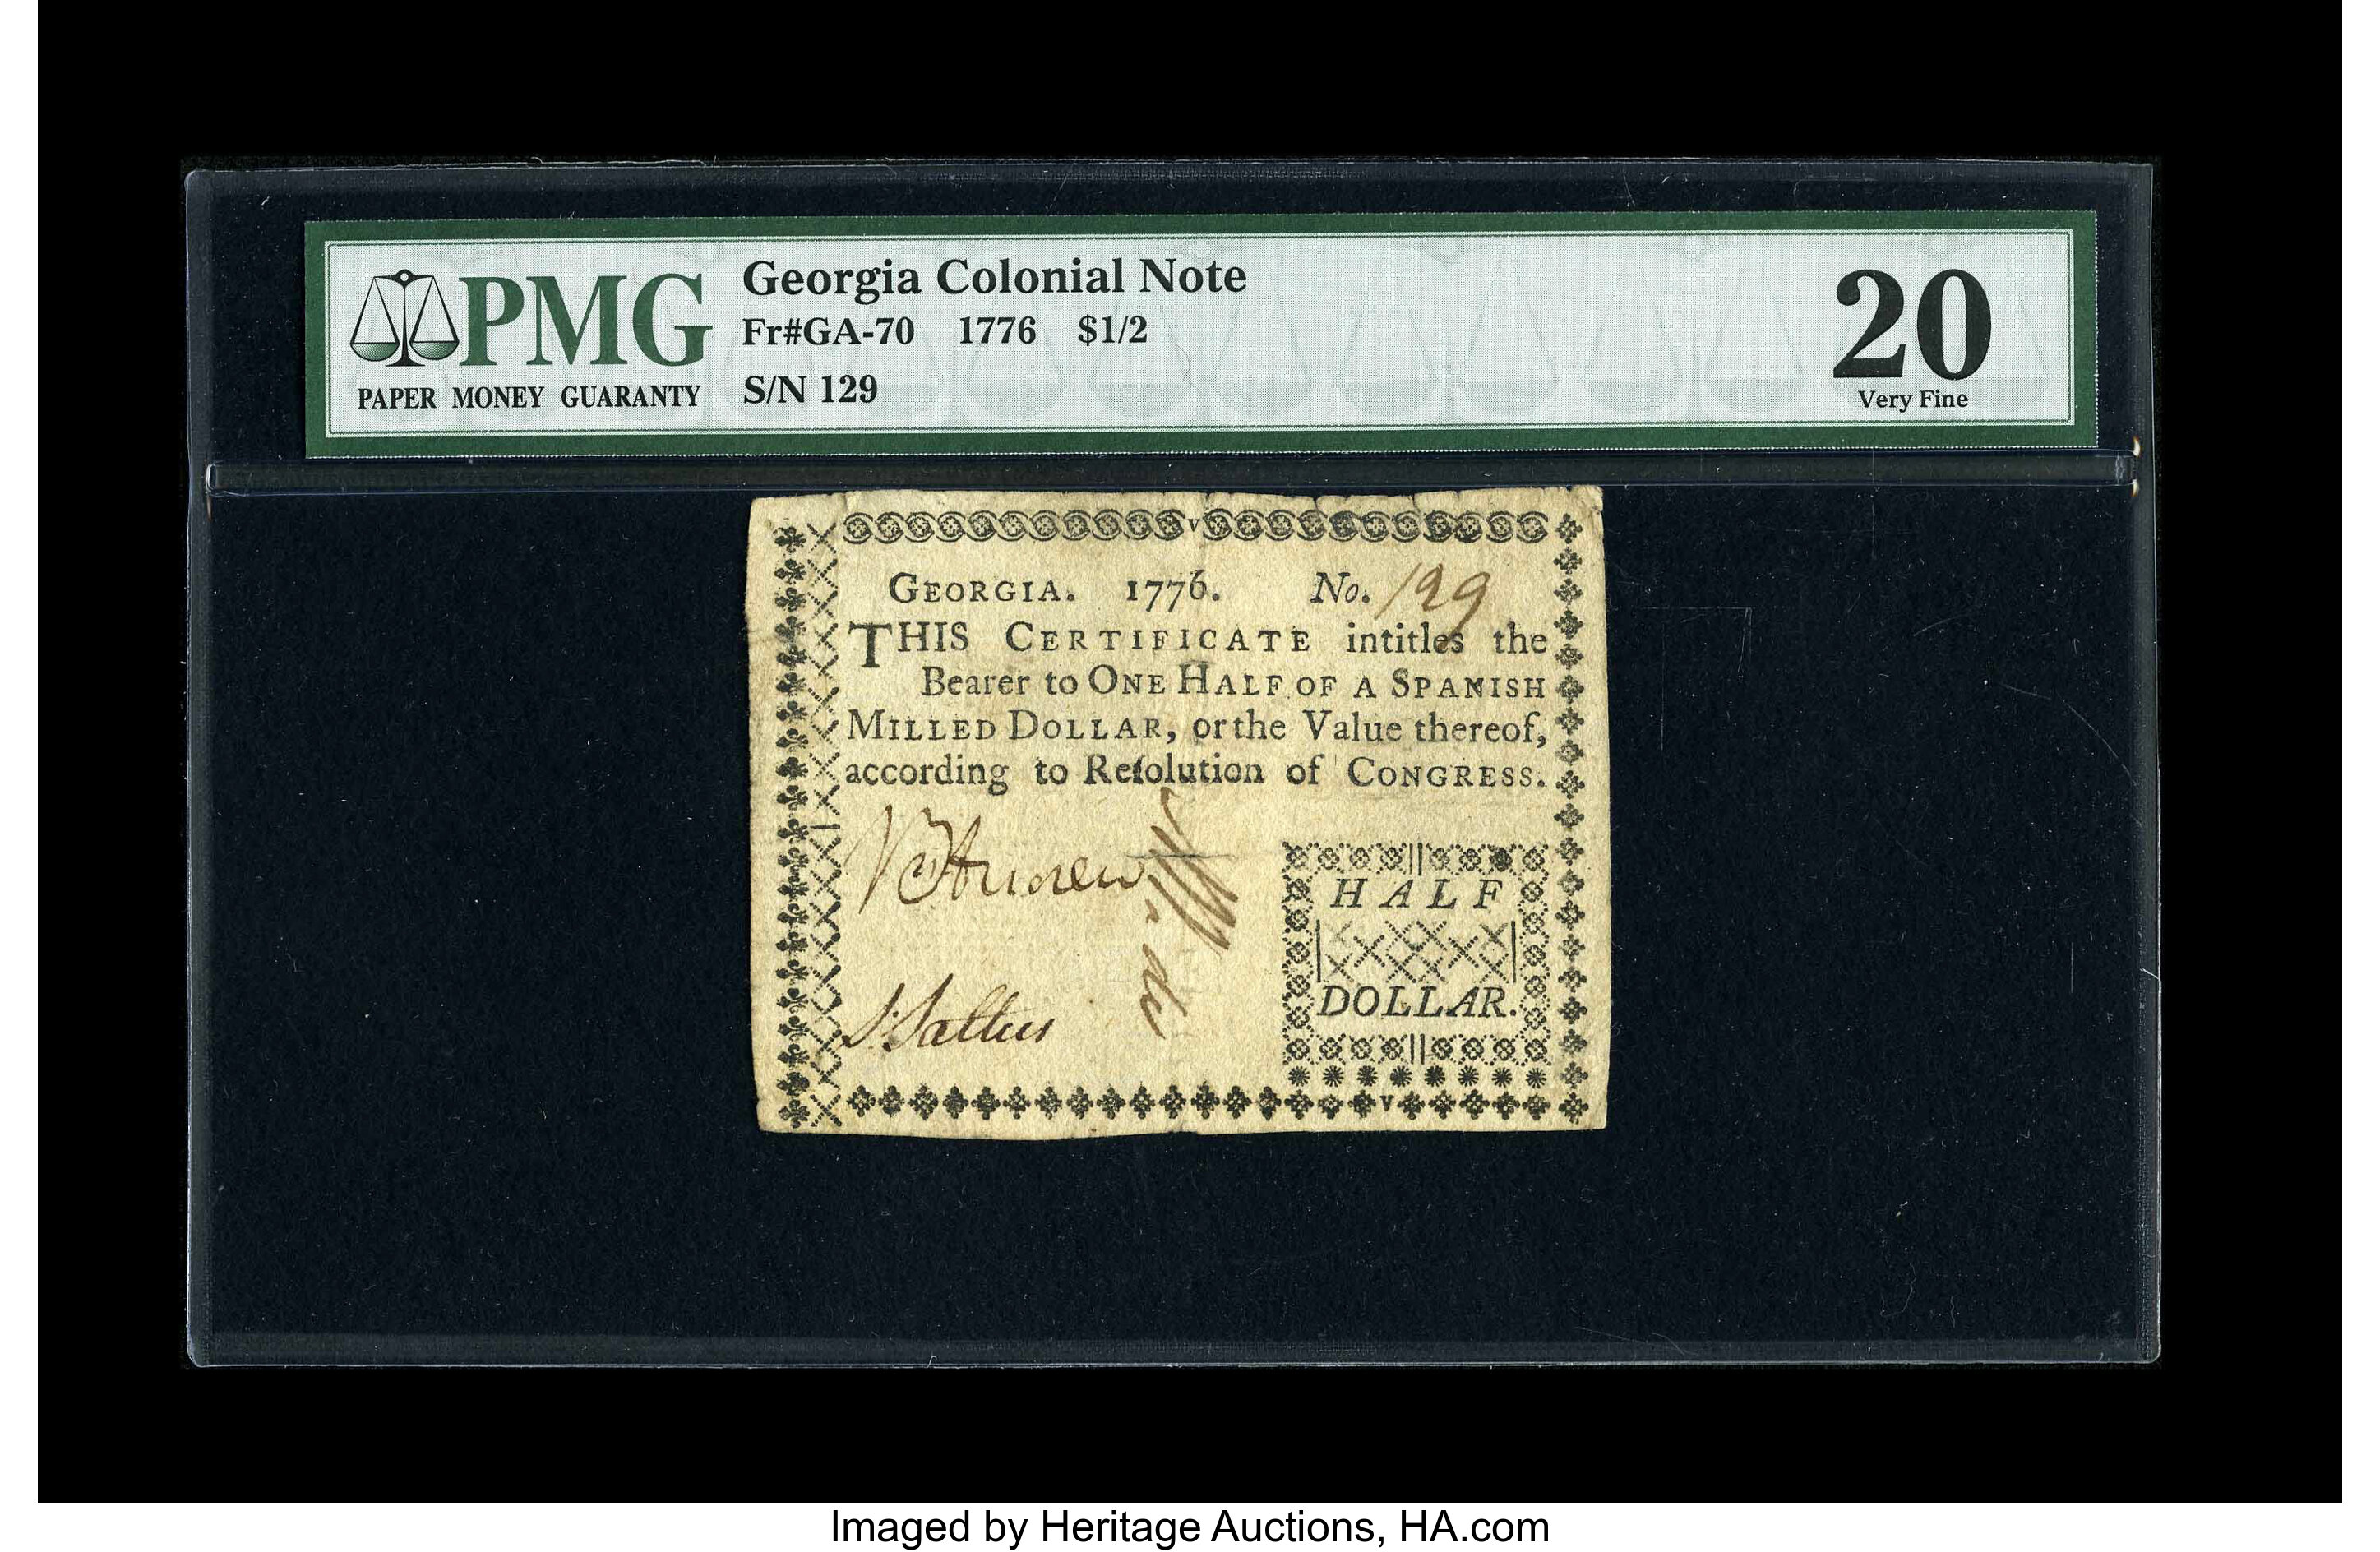 PMG
PAPER MONEY GUARANTY
Georgia Colonial Note
Fr#GA-70 1776 $1/2
S/N 129
20
Very Fine
GEORGIA. 1776. No. 129
THIS CERTIFICATE intitles the
Bearer to ONE HALF OF A SPANISH
MILLED DOLLAR, or the Value thereof,
according to Reſolution of CONGRESS.
S: Saltus
HALF
DOLLAR.
Imaged by Heritage Auctions, HA.com